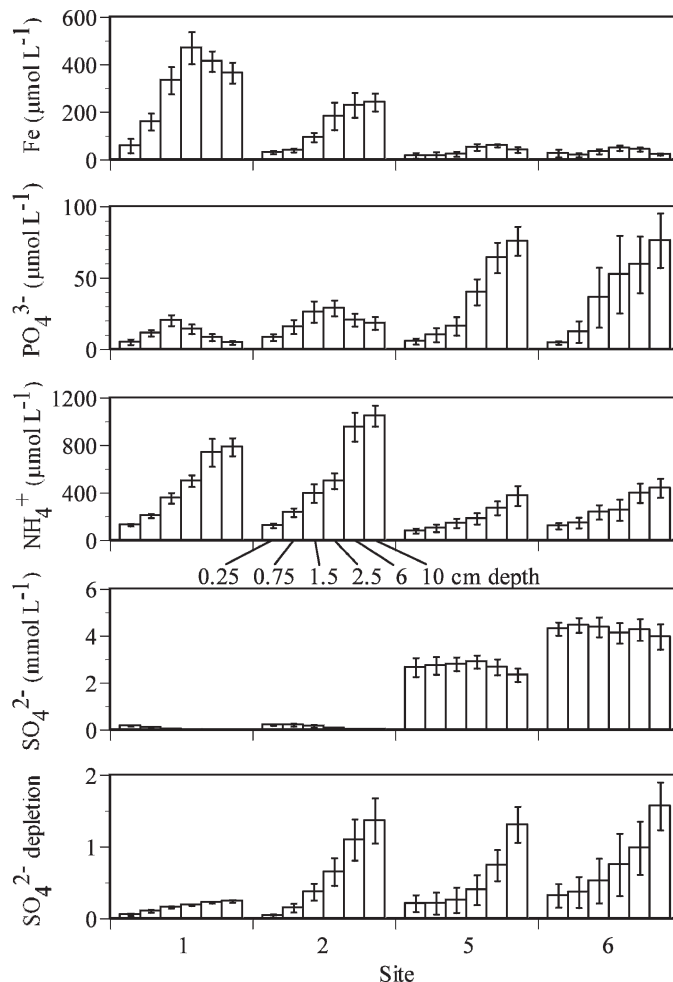 Fe (µmol L⁻¹)
600
400
200
0
PO₄³⁻ (µmol L⁻¹)
100
50
0
NH₄⁺ (µmol L⁻¹)
1200
800
400
0
0.25 0.75 1.5 2.5 6 10 cm depth
SO₄²⁻ (mmol L⁻¹)
6
4
2
0
SO₄²⁻ depletion
2
1
0
1 2 5 6
Site